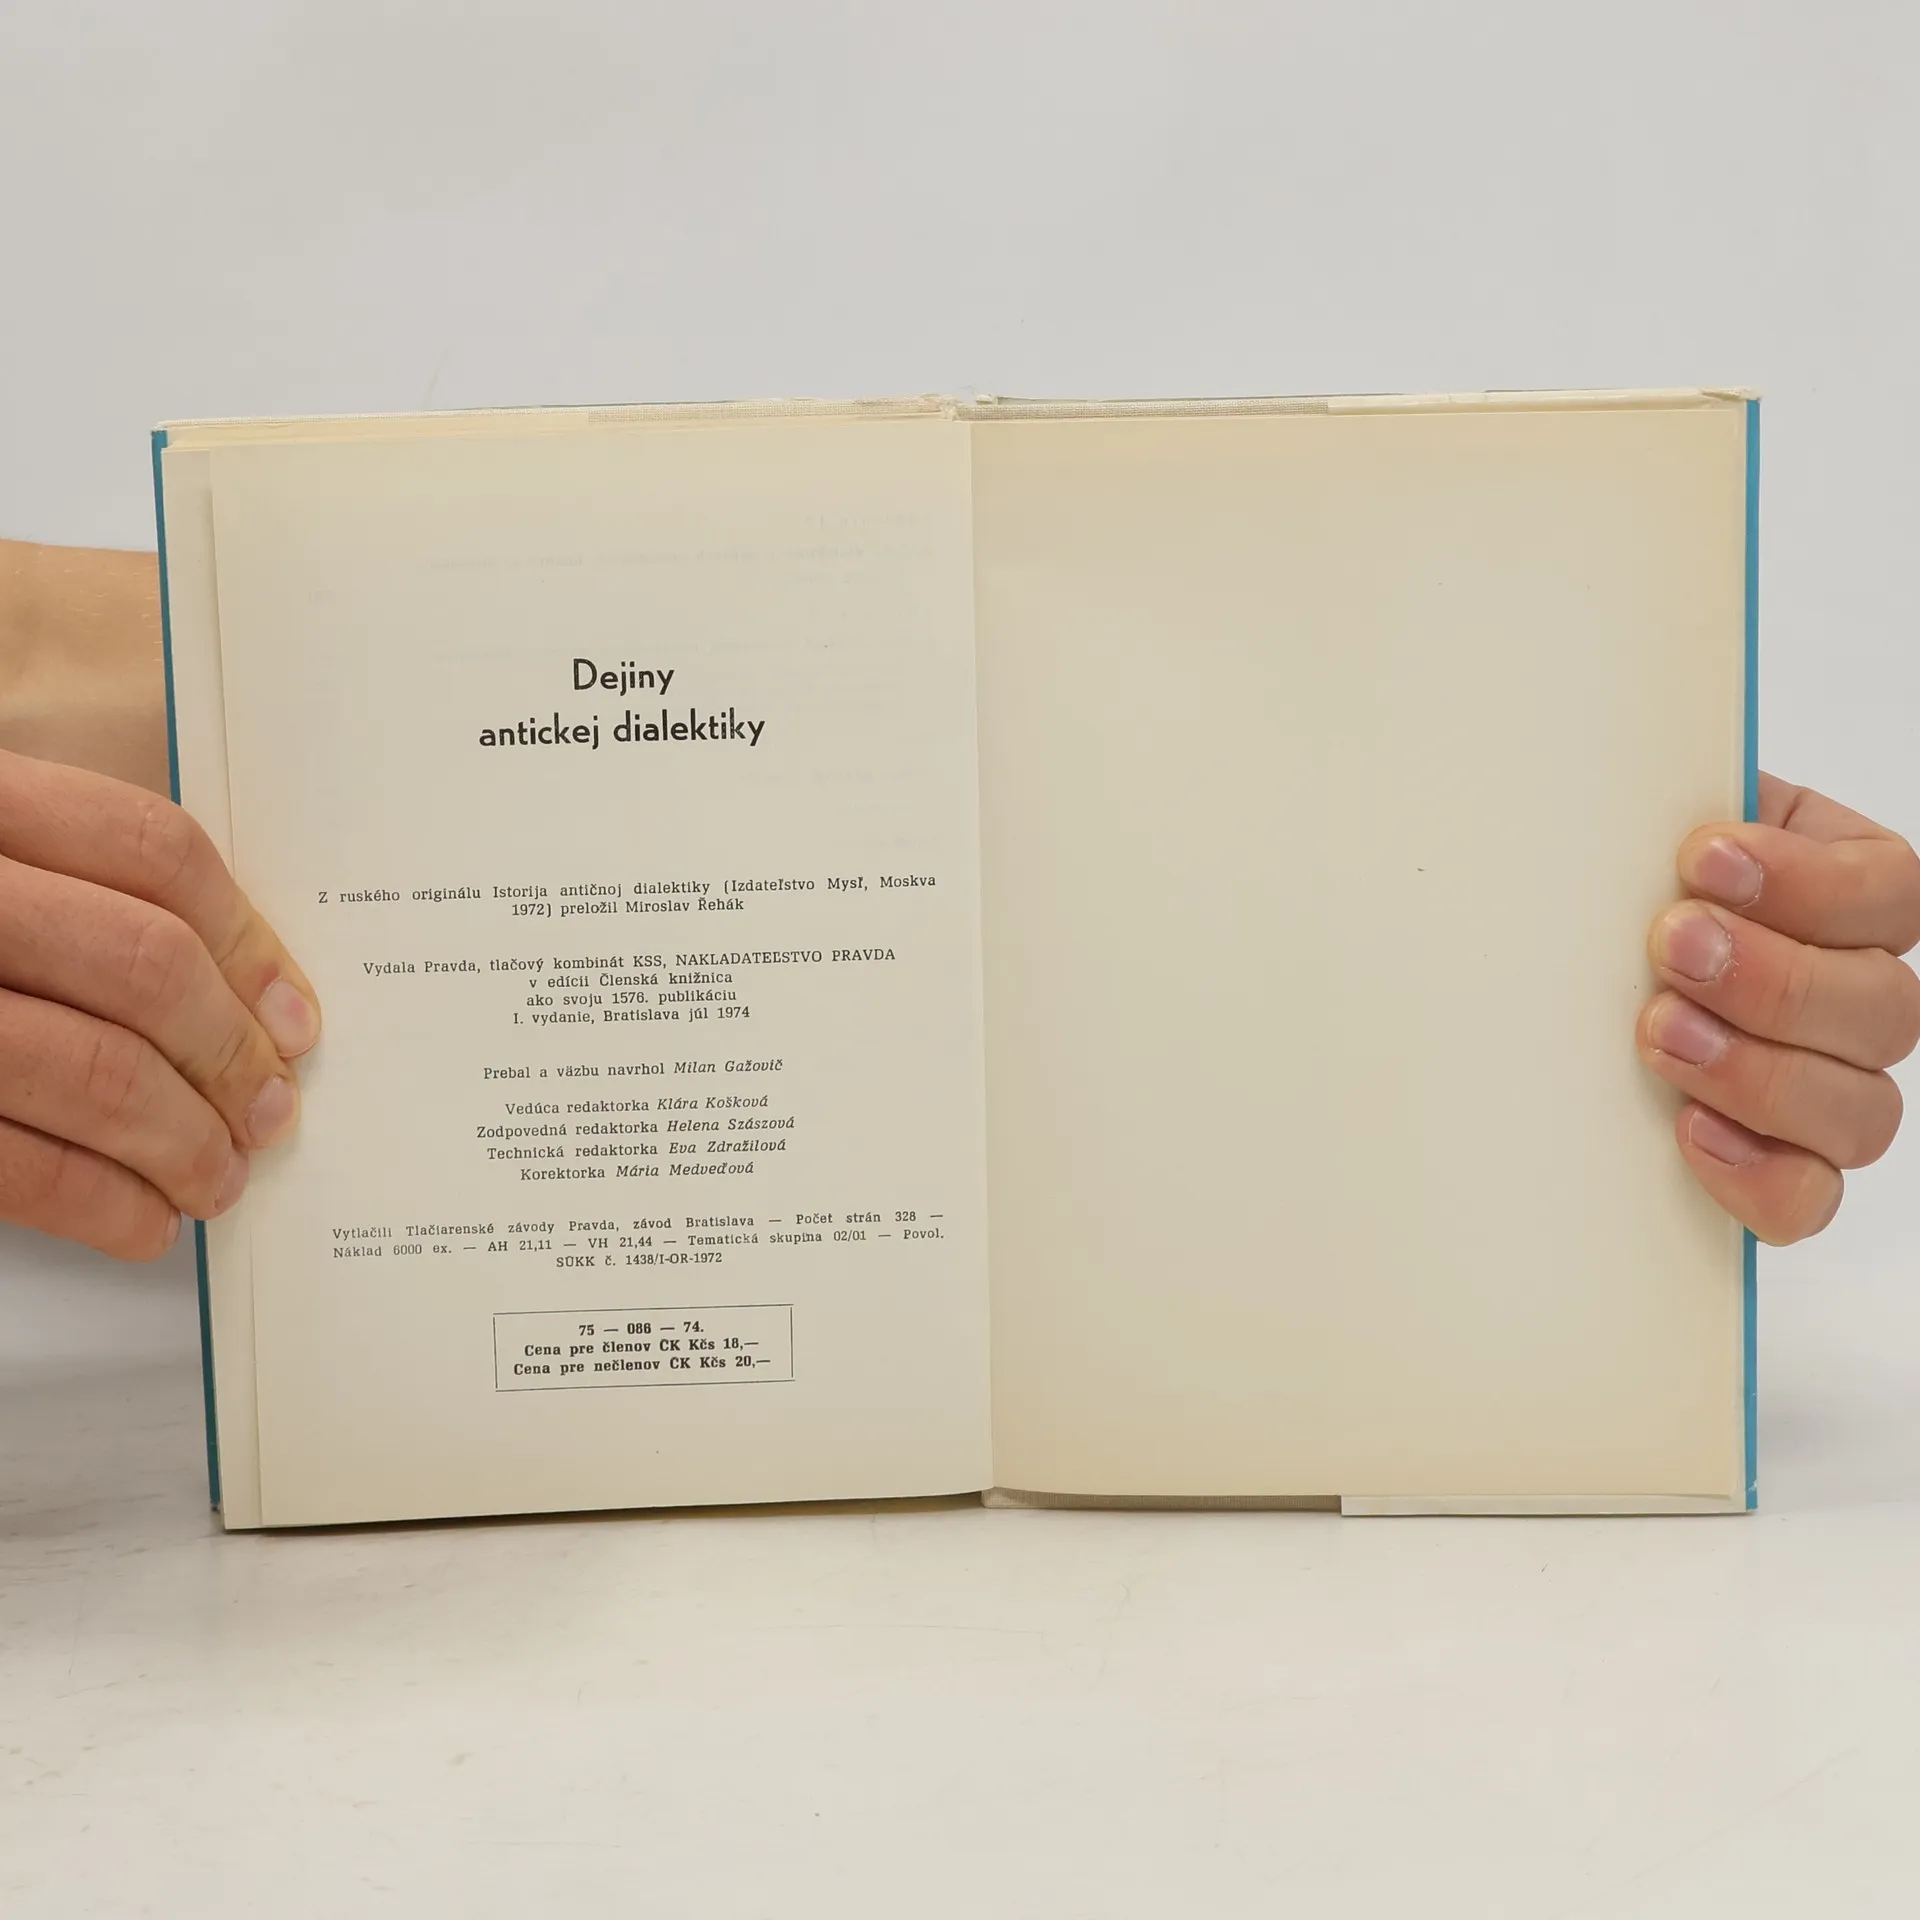 Dejiny
antickej dialektiky
Z ruského originálu Istorija antičnoj dialektiky (Izdateľstvo Mysľ, Moskva
1972) preložil Miroslav Řehák
Vydala Pravda, tlačový kombinát KSS, NAKLADATEĽSTVO PRAVDA
v edícii Členská knižnica
ako svoju 1576. publikáciu
I. vydanie, Bratislava júl 1974
Prebal a väzbu navrhol Milan Gažovič
Vedúca redaktorka Klára Košková
Zodpovedná redaktorka Helena Szászová
Technická redaktorka Eva Zdražilová
Korektorka Mária Medveďová
Vytlačili Tlačiarenské závody Pravda, závod Bratislava — Počet strán 328 —
Náklad 6000 ex. — AH 21,11 — VH 21,44 — Tematická skupina 02/01 — Povol.
SÚKK č. 1438/I-OR-1972
75 — 086 — 74.
Cena pre členov ČK Kčs 18,—
Cena pre nečlenov ČK Kčs 20,—